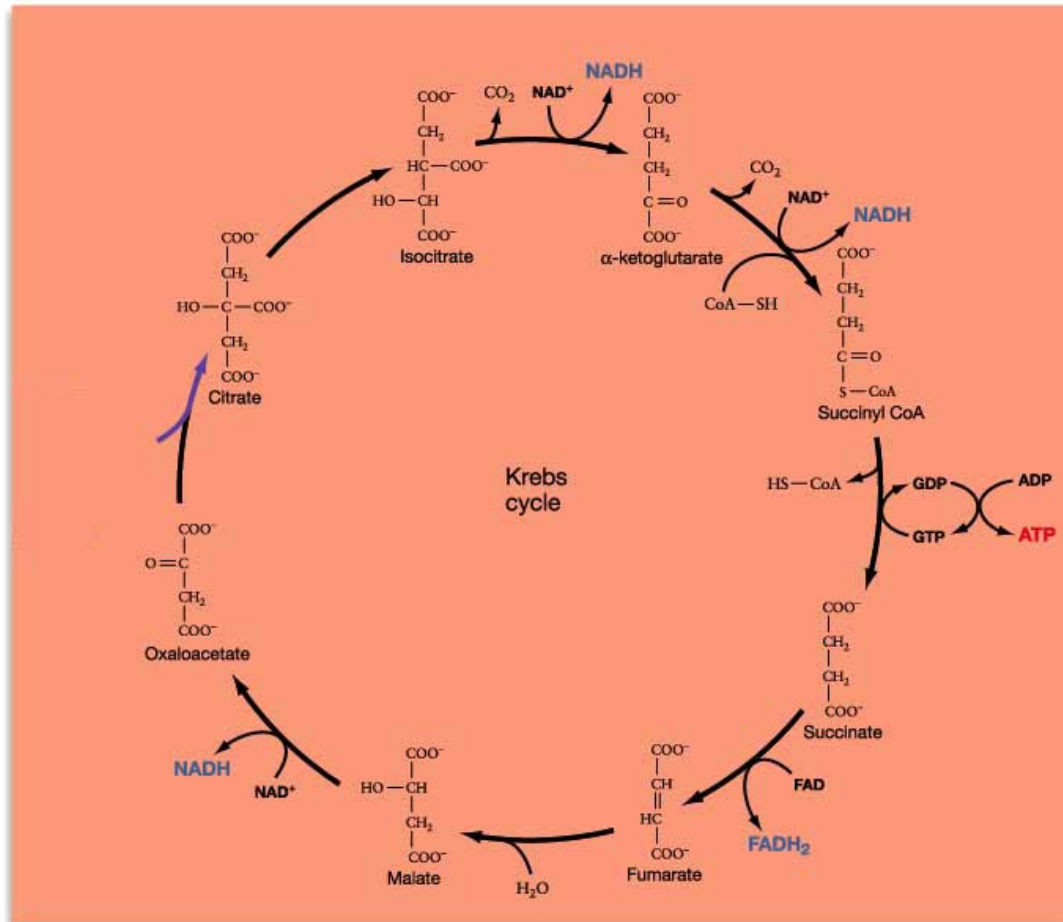 Krebs
cycle
COO⁻
CH₂
HC—COO⁻
HO—CH
COO⁻
Isocitrate
CO₂
NAD⁺
NADH
COO⁻
CH₂
CH₂
C=O
COO⁻
α-ketoglutarate
CO₂
NAD⁺
NADH
CoA—SH
COO⁻
CH₂
CH₂
C=O
S—CoA
Succinyl CoA
HS—CoA
GDP
GTP
ADP
ATP
COO⁻
CH₂
CH₂
COO⁻
Succinate
FAD
FADH₂
COO⁻
CH
HC
COO⁻
Fumarate
H₂O
COO⁻
HO—CH
CH₂
COO⁻
Malate
NAD⁺
NADH
COO⁻
O=C
CH₂
COO⁻
Oxaloacetate
COO⁻
CH₂
HO—C—COO⁻
CH₂
COO⁻
Citrate